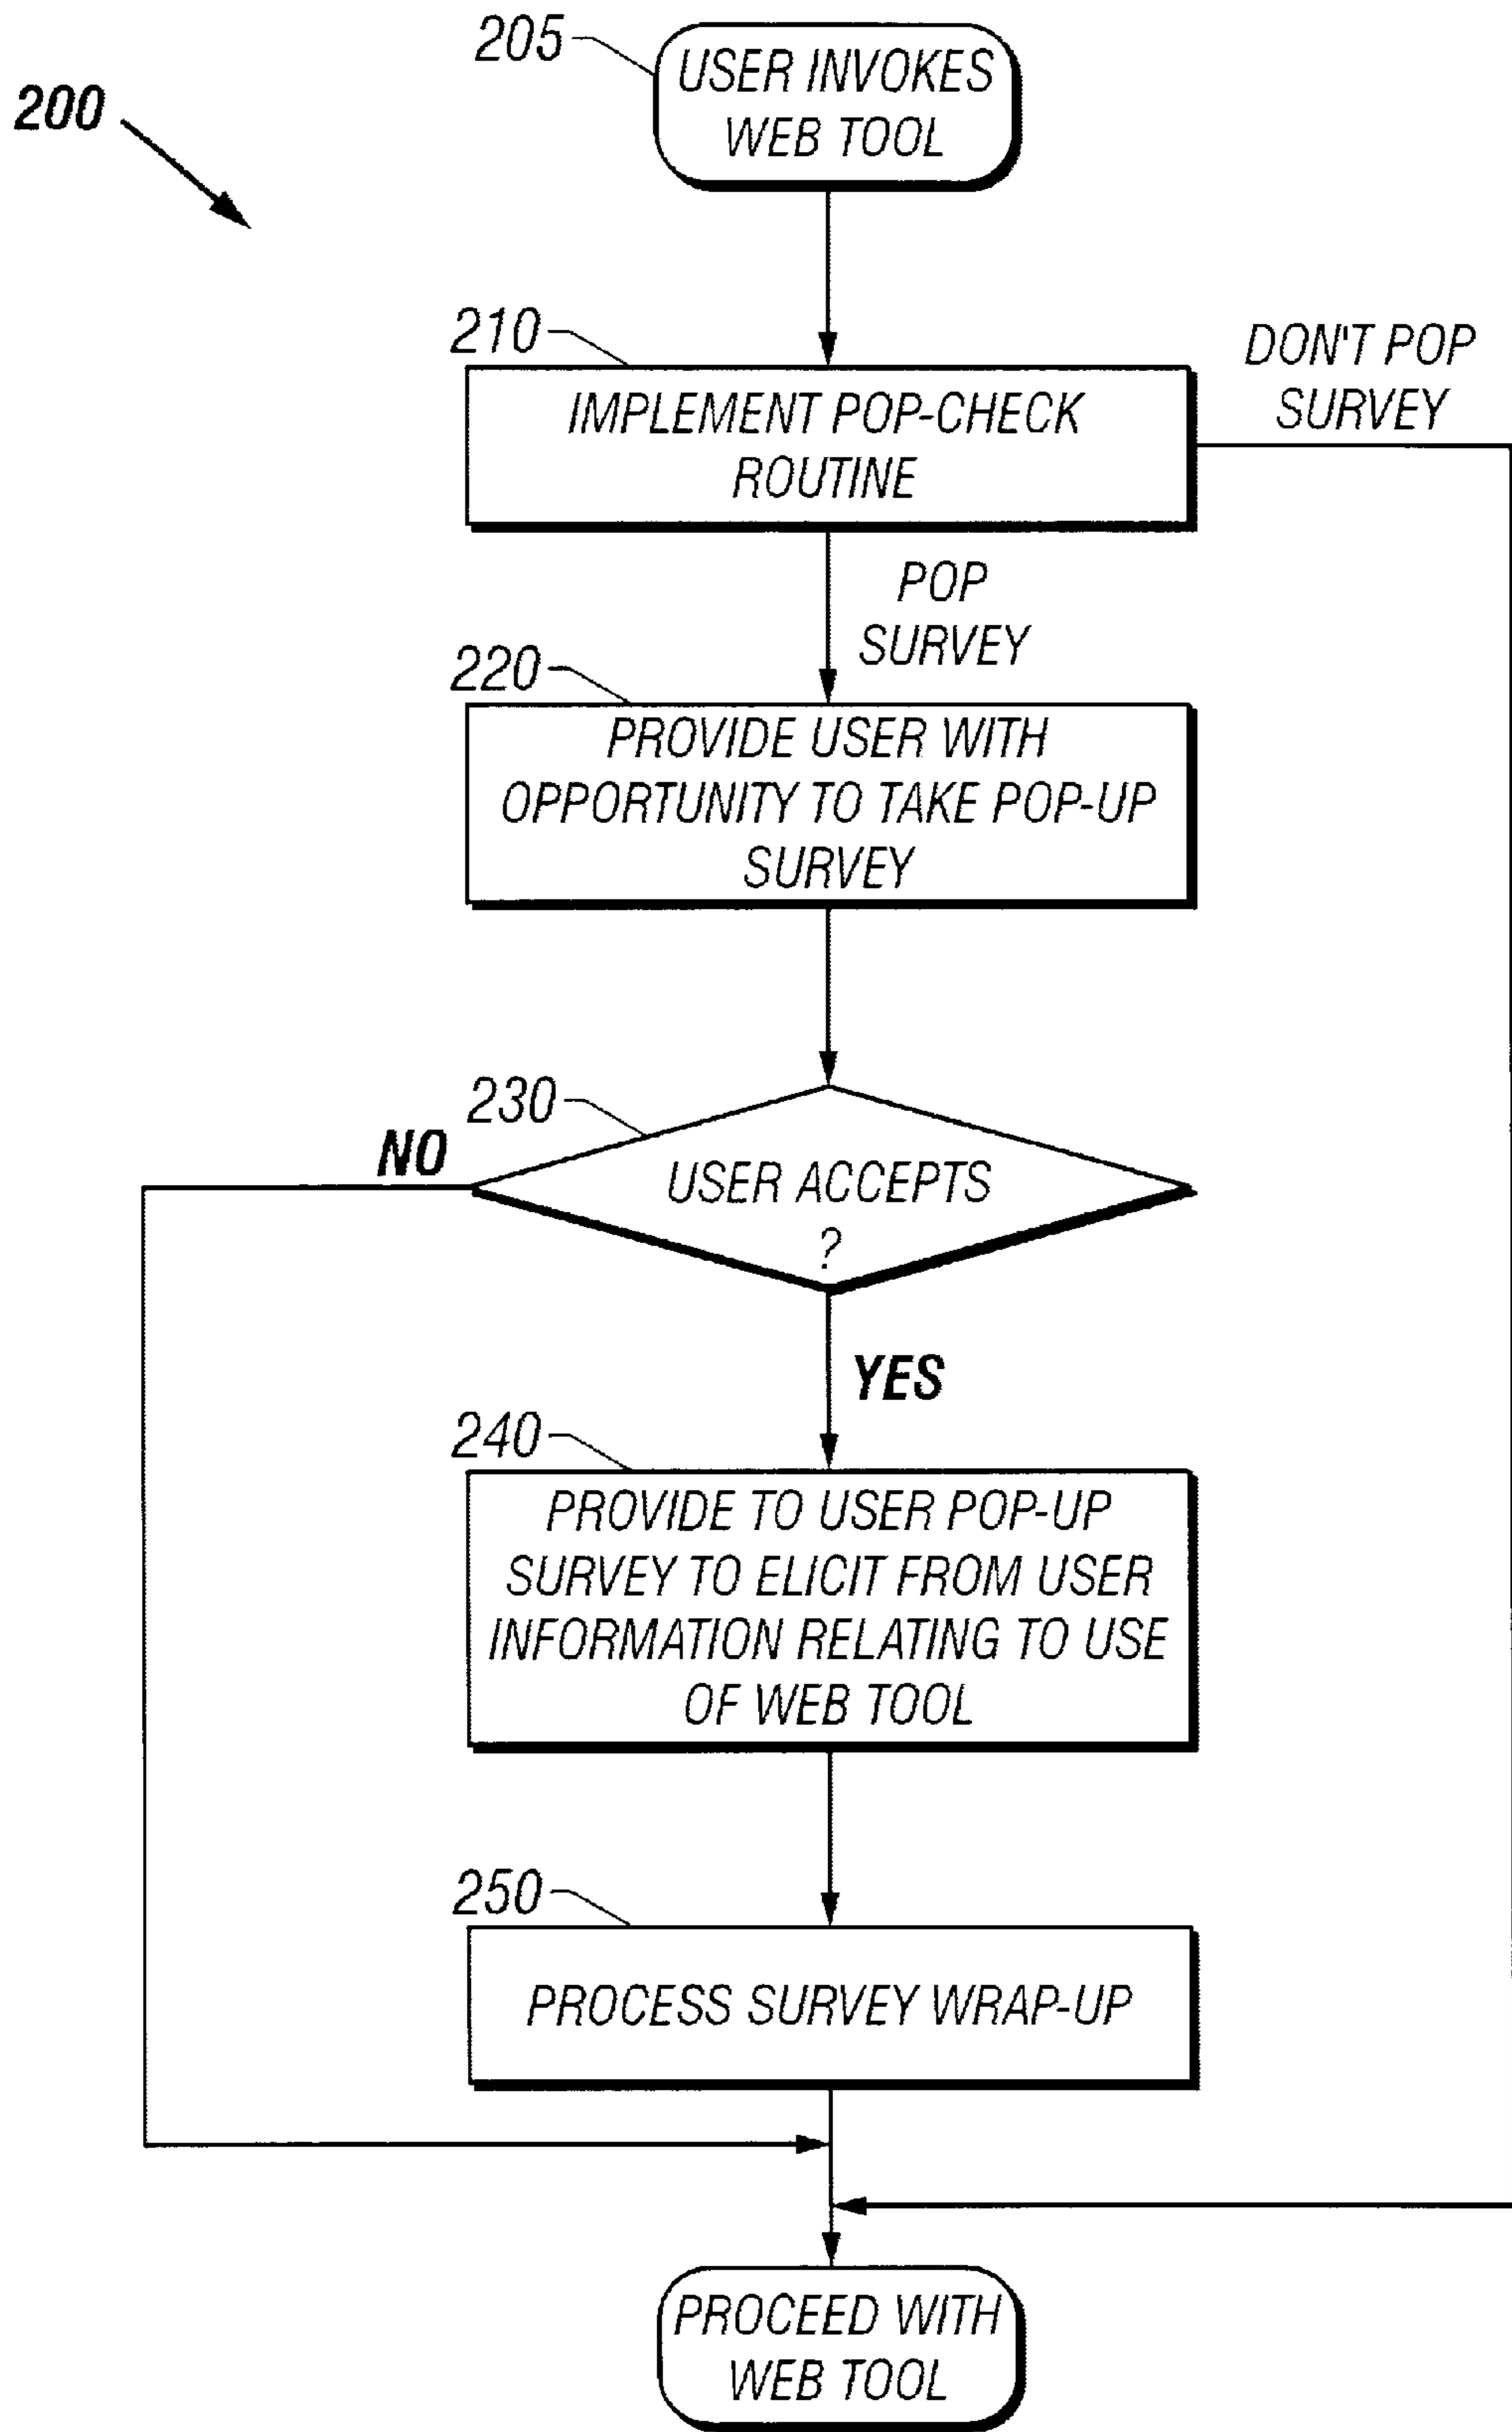 205
USER INVOKES
WEB TOOL
200
210
IMPLEMENT POP-CHECK
ROUTINE
DON'T POP
SURVEY
POP
SURVEY
220
PROVIDE USER WITH
OPPORTUNITY TO TAKE POP-UP
SURVEY
230
NO
USER ACCEPTS
?
YES
240
PROVIDE TO USER POP-UP
SURVEY TO ELICIT FROM USER
INFORMATION RELATING TO USE
OF WEB TOOL
250
PROCESS SURVEY WRAP-UP
PROCEED WITH
WEB TOOL